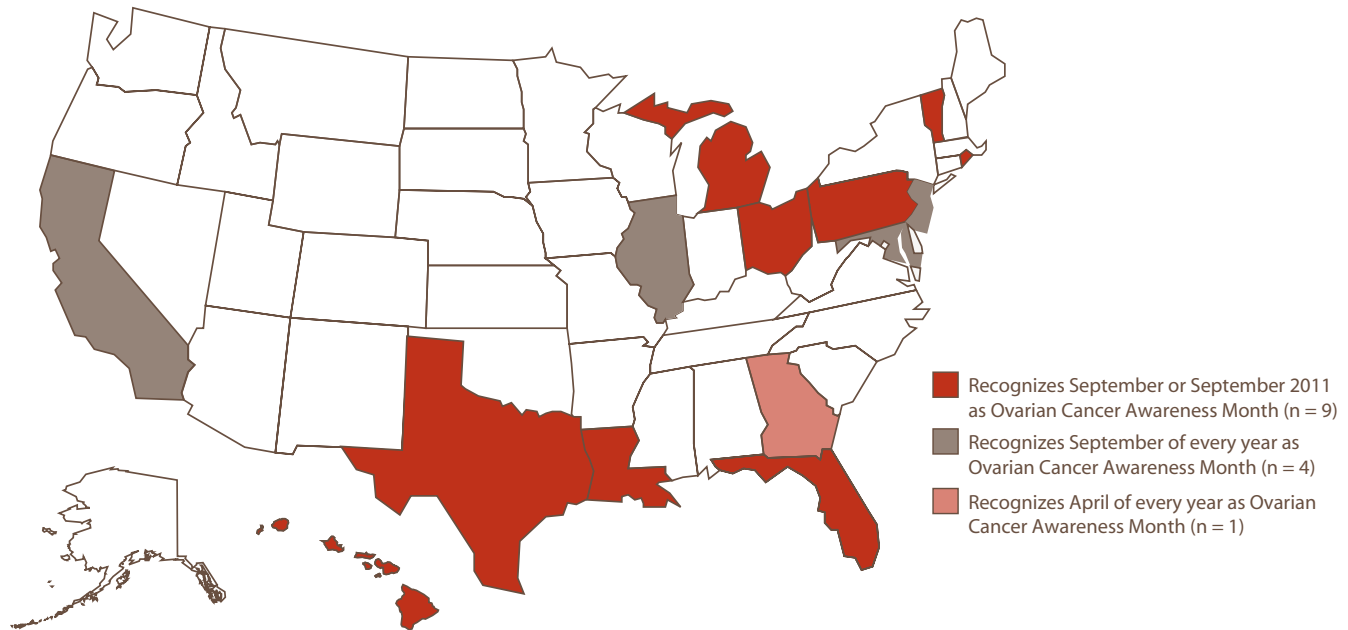 Recognizes September or September 2011
as Ovarian Cancer Awareness Month (n = 9)
Recognizes September of every year as
Ovarian Cancer Awareness Month (n = 4)
Recognizes April of every year as Ovarian
Cancer Awareness Month (n = 1)